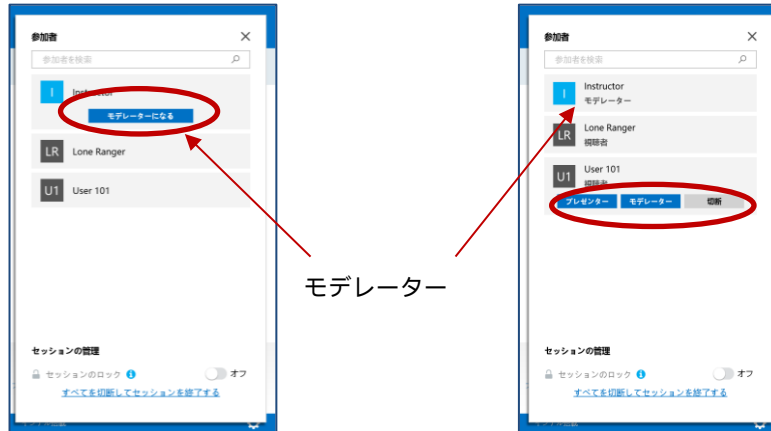 参加者
参加者を検索
I
モデレーターになる
LR Lone Ranger
U1 User 101
セッションの管理
セッションのロック オフ
すべてを切断してセッションを終了する
モデレーター
参加者
参加者を検索
I Instructor
モデレーター
LR Lone Ranger
視聴者
U1 User 101
視聴者
プレゼンター モデレーター 切断
セッションの管理
セッションのロック オフ
すべてを切断してセッションを終了する